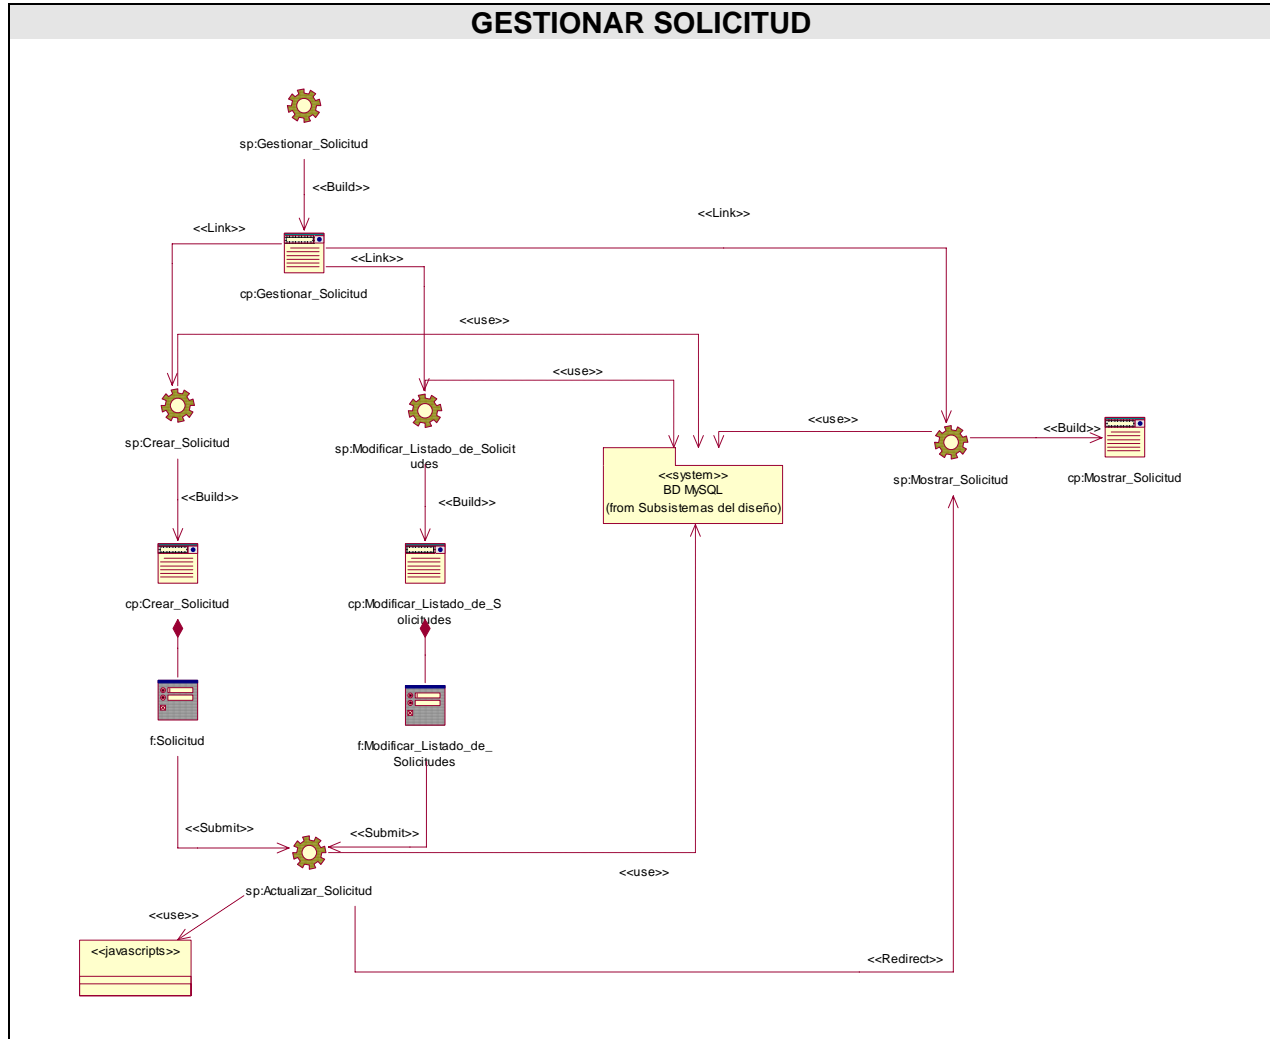 GESTIONAR SOLICITUD
sp:Gestionar_Solicitud
<<Build>>
<<Link>>
<<Link>>
<<Link>>
cp:Gestionar_Solicitud
<<use>>
<<use>>
<<use>>
<<Build>>
sp:Crear_Solicitud
sp:Modificar_Listado_de_Solicit
udes
<<system>>
BD MySQL
(from Subsistemas del diseño)
sp:Mostrar_Solicitud
cp:Mostrar_Solicitud
<<Build>>
<<Build>>
cp:Crear_Solicitud
cp:Modificar_Listado_de_S
olicitudes
f:Solicitud
f:Modificar_Listado_de_
Solicitudes
<<Submit>>
<<Submit>>
<<use>>
sp:Actualizar_Solicitud
<<use>>
<<javascripts>>
<<Redirect>>